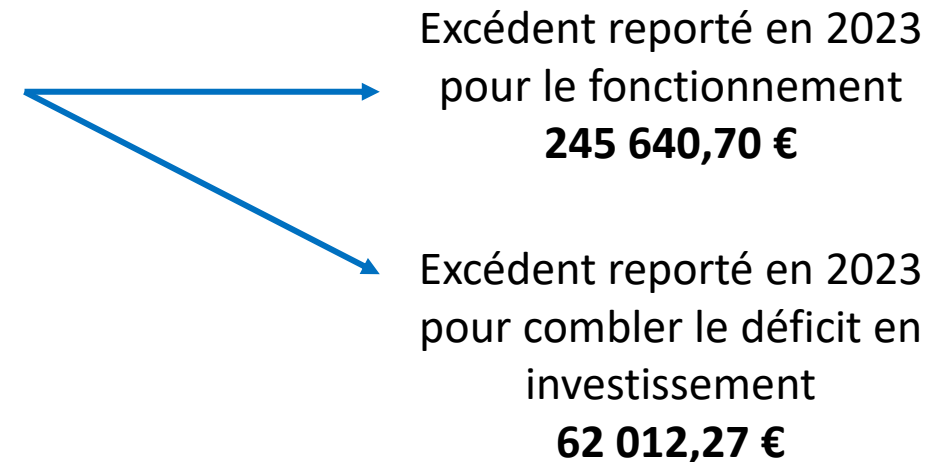 Excédent reporté en 2023
pour le fonctionnement
245 640,70 €
Excédent reporté en 2023
pour combler le déficit en
investissement
62 012,27 €